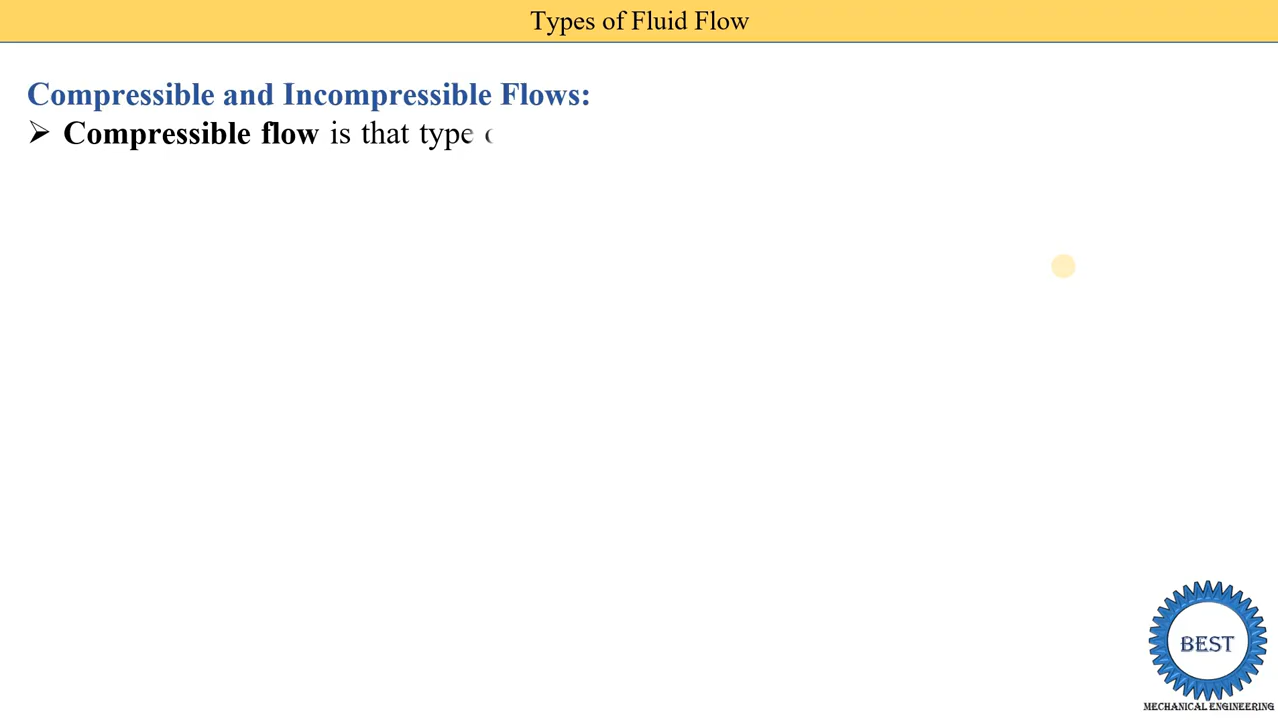 Types of Fluid Flow
Compressible and Incompressible Flows:
➢ Compressible flow is that type
BEST
MECHANICAL ENGINEERING